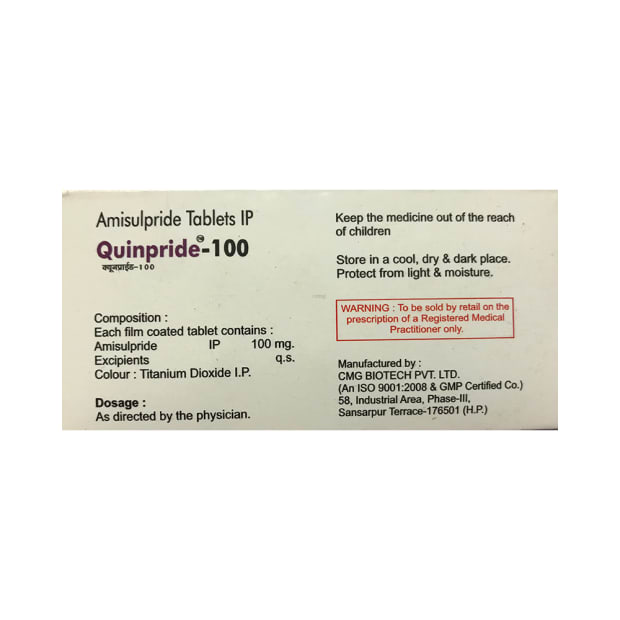 Amisulpride Tablets IP
Quinpride™-100
क्यूनप्राईड-१००
Composition :
Each film coated tablet contains :
Amisulpride IP 100 mg.
Excipients q.s.
Colour : Titanium Dioxide I.P.
Dosage :
As directed by the physician.
Keep the medicine out of the reach
of children
Store in a cool, dry & dark place.
Protect from light & moisture.
WARNING : To be sold by retail on the
prescription of a Registered Medical
Practitioner only.
Manufactured by :
CMG BIOTECH PVT. LTD.
(An ISO 9001:2008 & GMP Certified Co.)
58, Industrial Area, Phase-III,
Sansarpur Terrace-176501 (H.P.)